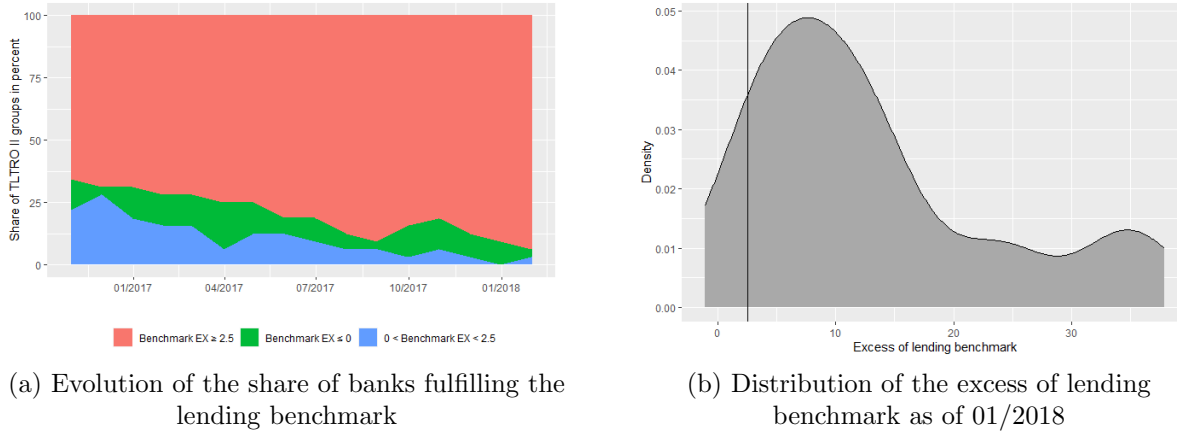 100
75
50
25
0
Share of TLTRO II groups in percent
01/2017 04/2017 07/2017 10/2017 01/2018
Benchmark EX ≥ 2.5 Benchmark EX ≤ 0 0 < Benchmark EX < 2.5
(a) Evolution of the share of banks fulfilling the
lending benchmark
0.05
0.04
0.03
0.02
0.01
0.00
Density
0 10 20 30
Excess of lending benchmark
(b) Distribution of the excess of lending
benchmark as of 01/2018